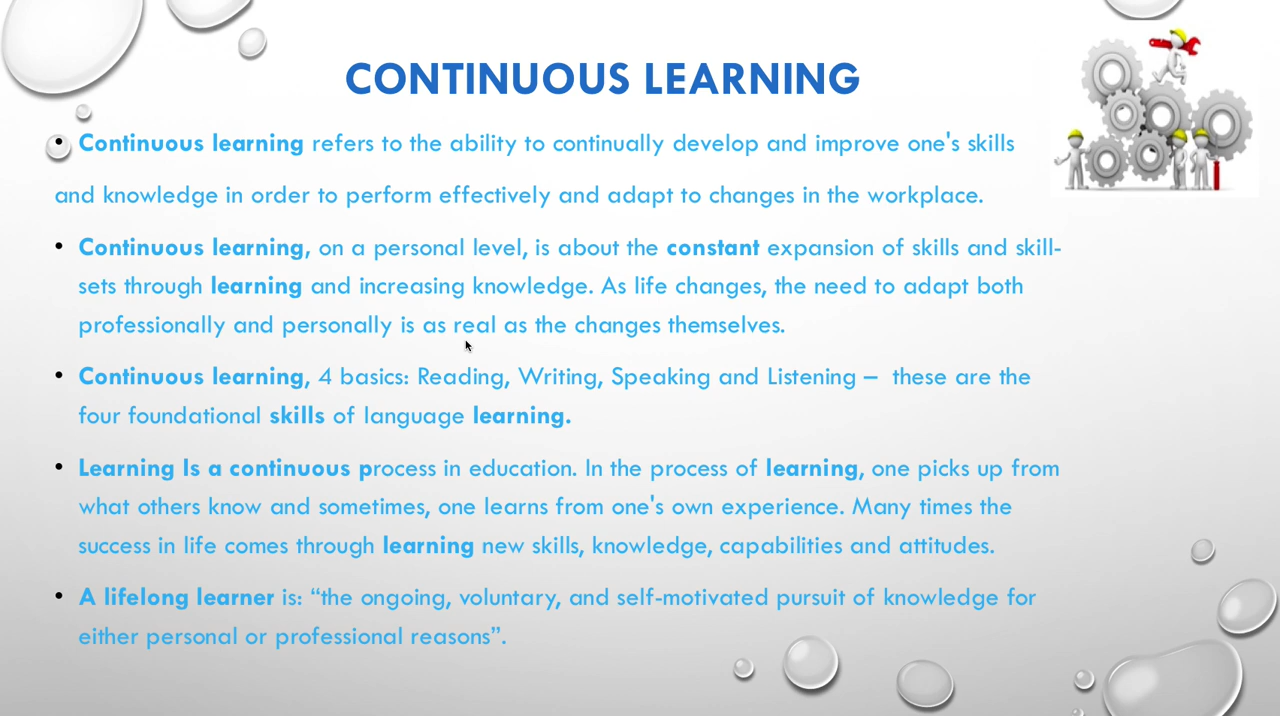 CONTINUOUS LEARNING
• Continuous learning refers to the ability to continually develop and improve one's skills
and knowledge in order to perform effectively and adapt to changes in the workplace.
• Continuous learning, on a personal level, is about the constant expansion of skills and skill-
sets through learning and increasing knowledge. As life changes, the need to adapt both
professionally and personally is as real as the changes themselves.
• Continuous learning, 4 basics: Reading, Writing, Speaking and Listening – these are the
four foundational skills of language learning.
• Learning Is a continuous process in education. In the process of learning, one picks up from
what others know and sometimes, one learns from one's own experience. Many times the
success in life comes through learning new skills, knowledge, capabilities and attitudes.
• A lifelong learner is: “the ongoing, voluntary, and self-motivated pursuit of knowledge for
either personal or professional reasons”.